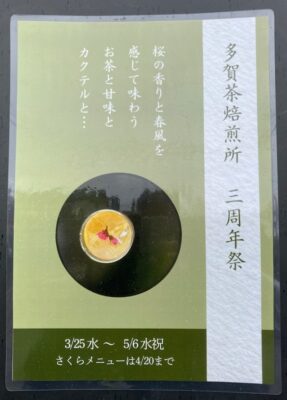 多賀茶焙煎所 三周年祭
桜の香りと春風を
感じて味わう
お茶と甘味と
カクテルと…
3/25水 〜 5/6水祝
さくらメニューは4/20まで